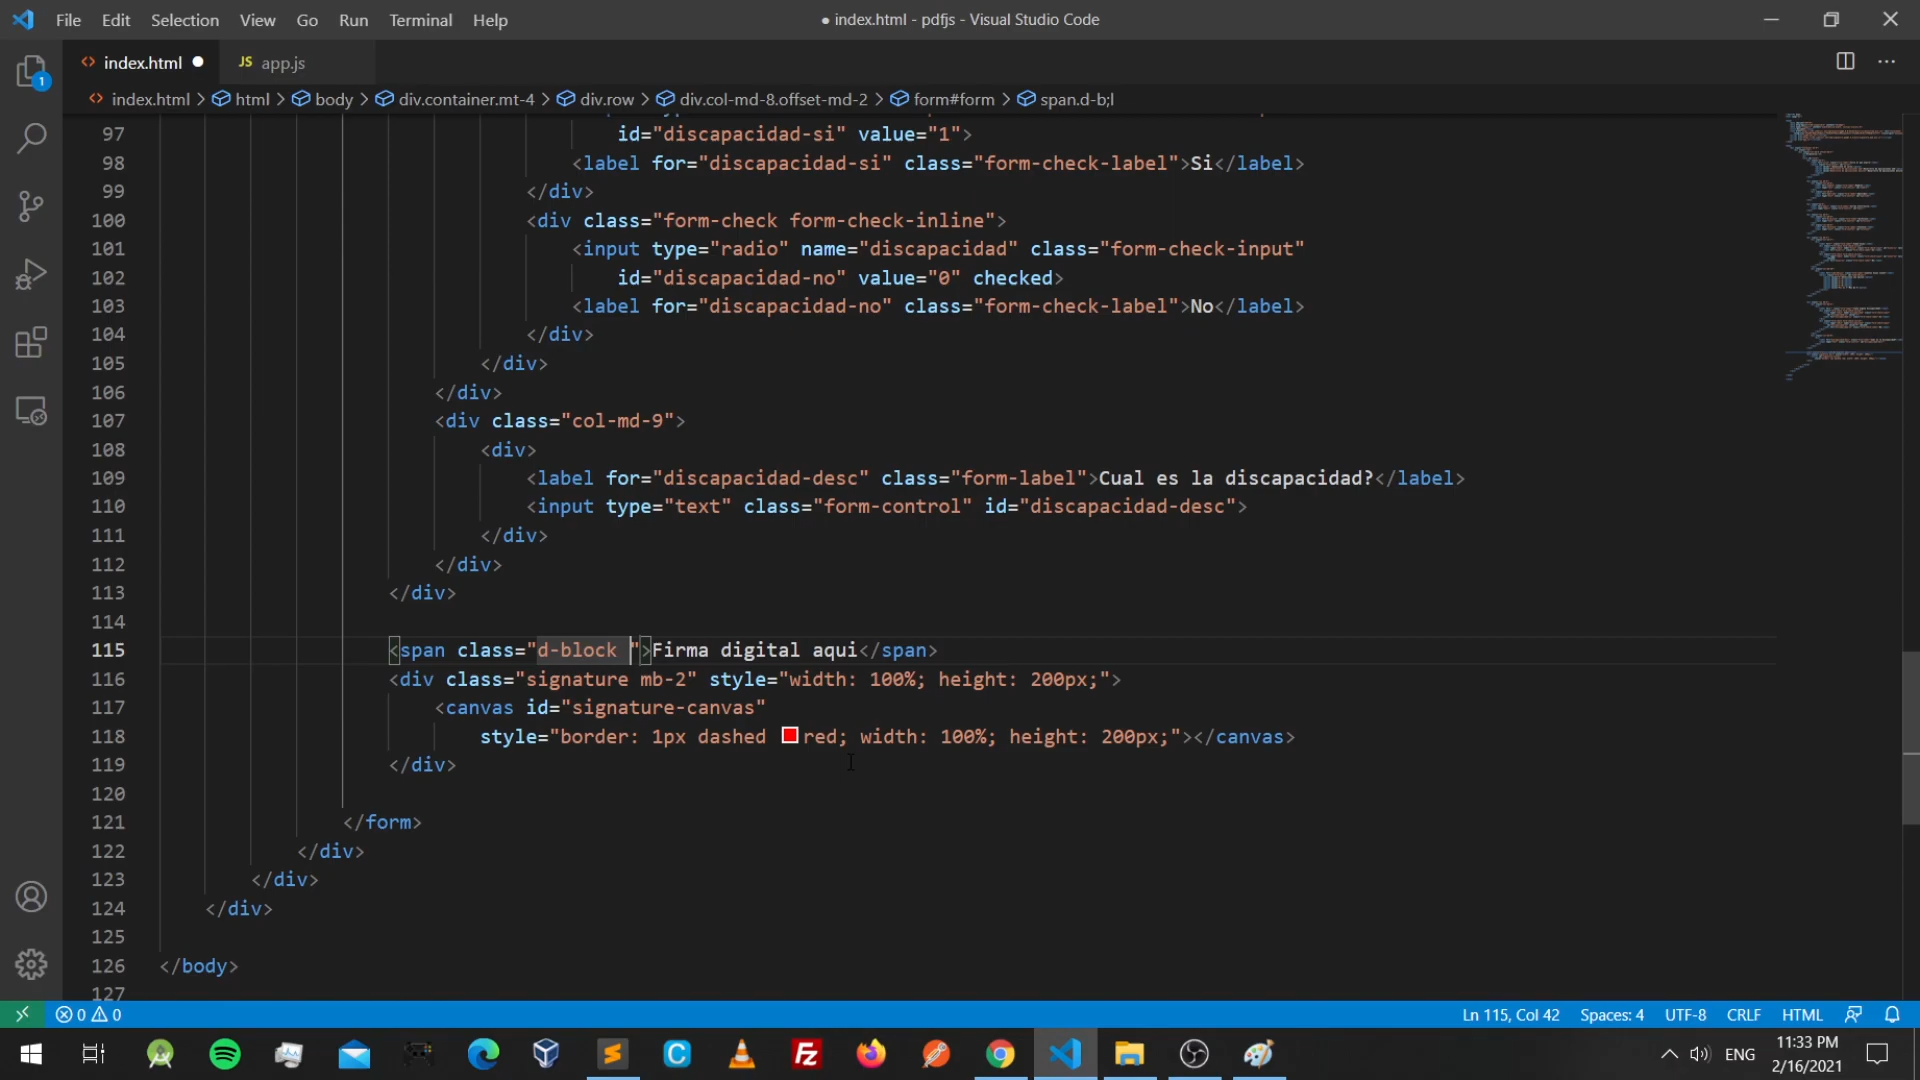 File Edit Selection View Go Run Terminal Help
● index.html - pdfjs - Visual Studio Code
<> index.html ●
JS app.js
<> index.html > html > body > div.container.mt-4 > div.row > div.col-md-8.offset-md-2 > form#form > span.d-b;l
97 id="discapacidad-si" value="1">
98 <label for="discapacidad-si" class="form-check-label">Si</label>
99 </div>
100 <div class="form-check form-check-inline">
101 <input type="radio" name="discapacidad" class="form-check-input"
102 id="discapacidad-no" value="0" checked>
103 <label for="discapacidad-no" class="form-check-label">No</label>
104 </div>
105 </div>
106 </div>
107 <div class="col-md-9">
108 <div>
109 <label for="discapacidad-desc" class="form-label">Cual es la discapacidad?</label>
110 <input type="text" class="form-control" id="discapacidad-desc">
111 </div>
112 </div>
113 </div>
114
115 <span class="d-block ">Firma digital aqui</span>
116 <div class="signature mb-2" style="width: 100%; height: 200px;">
117 <canvas id="signature-canvas"
118 style="border: 1px dashed red; width: 100%; height: 200px;"></canvas>
119 </div>
120
121 </form>
122 </div>
123 </div>
124 </div>
125
126 </body>
127
1
0 0
Ln 115, Col 42 Spaces: 4 UTF-8 CRLF HTML
ENG
11:33 PM
2/16/2021